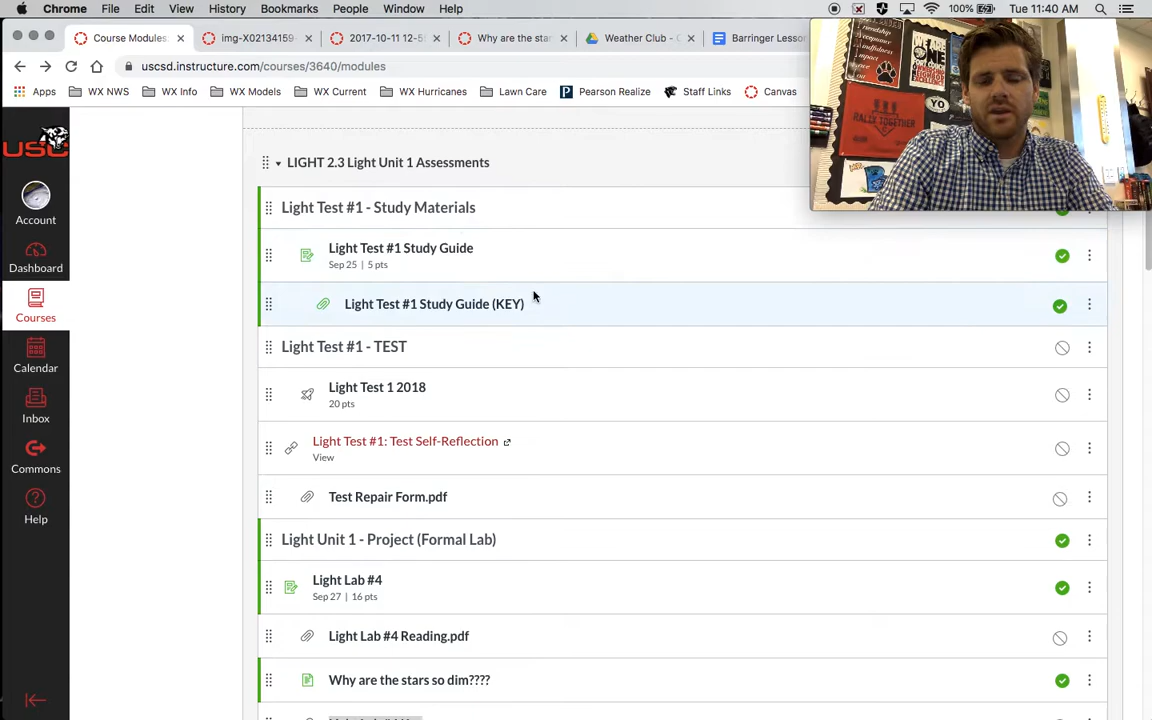 Chrome File Edit View History Bookmarks People Window Help 100% Tue 11:40 AM
Course Modules: img-X02134159 2017-10-11 12-5 Why are the sta Weather Club - Barringer Lesson
uscsd.instructure.com/courses/3640/modules
Apps WX NWS WX Info WX Models WX Current WX Hurricanes Lawn Care Pearson Realize Staff Links Canvas
YO
RALLY TOGETHER
USC
Account
Dashboard
Courses
Calendar
Inbox
Commons
Help
LIGHT 2.3 Light Unit 1 Assessments
Light Test #1 - Study Materials
Light Test #1 Study Guide
Sep 25 | 5 pts
Light Test #1 Study Guide (KEY)
Light Test #1 - TEST
Light Test 1 2018
20 pts
Light Test #1: Test Self-Reflection
View
Test Repair Form.pdf
Light Unit 1 - Project (Formal Lab)
Light Lab #4
Sep 27 | 16 pts
Light Lab #4 Reading.pdf
Why are the stars so dim????